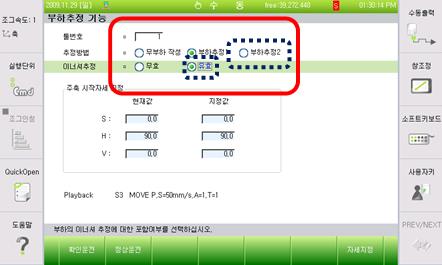 조그속도: 1
2009.11.29 [일]
수동
free:39,272,448
S
01:30:14 PM
수동출력
축
부하추정 기능
툴번호
1
추정방법
무부하 작성
부하추정
부하추정2
이너셔추정
무효
유효
실행단위
Cmd
창조정
주축 시작자세
현재값
지정값
S :
0,0
0,0
H :
90,0
90,0
V :
0,0
0,0
조그인칭
소프트키보드
QuickOpen
사용자키
Playback
S3 MOVE P,S=50mm/s,A=1,T=1
도움말
부하의 이너셔 추정에 대한 포함여부를 선택하십시오.
PREV/NEXT
확인운전
정상운전
자세지정